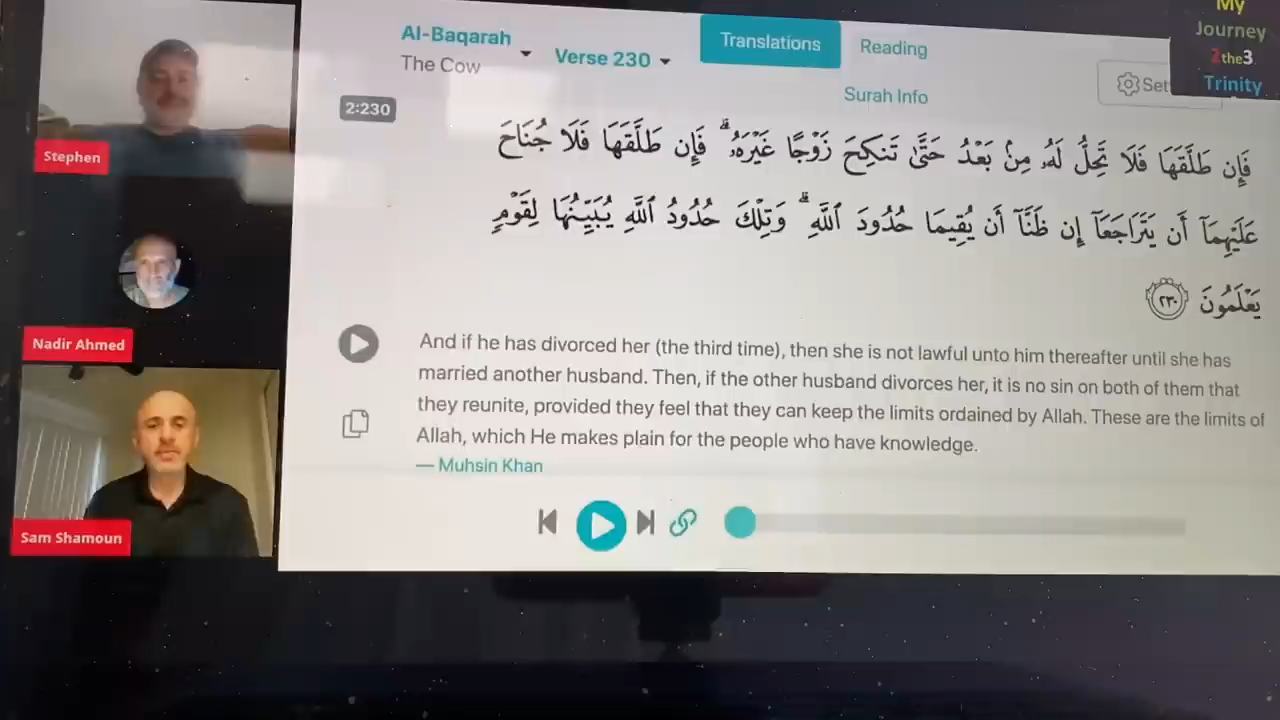 My
Journey
2the3
Trinity
Al-Baqarah
The Cow
Verse 230
Translations
Reading
Set
Surah Info
2:230
فَإِن طَلَّقَهَا فَلَا تَحِلُّ لَهُۥ مِنۢ بَعْدُ حَتَّىٰ تَنكِحَ زَوْجًا غَيْرَهُۥ ۗ فَإِن طَلَّقَهَا فَلَا جُنَاحَ
عَلَيْهِمَآ أَن يَتَرَاجَعَآ إِن ظَنَّآ أَن يُقِيمَا حُدُودَ ٱللَّهِ ۗ وَتِلْكَ حُدُودُ ٱللَّهِ يُبَيِّنُهَا لِقَوْمٍ
يَعْلَمُونَ ٢٣٠
And if he has divorced her (the third time), then she is not lawful unto him thereafter until she has
married another husband. Then, if the other husband divorces her, it is no sin on both of them that
they reunite, provided they feel that they can keep the limits ordained by Allah. These are the limits of
Allah, which He makes plain for the people who have knowledge.
— Muhsin Khan
Stephen
Nadir Ahmed
Sam Shamoun